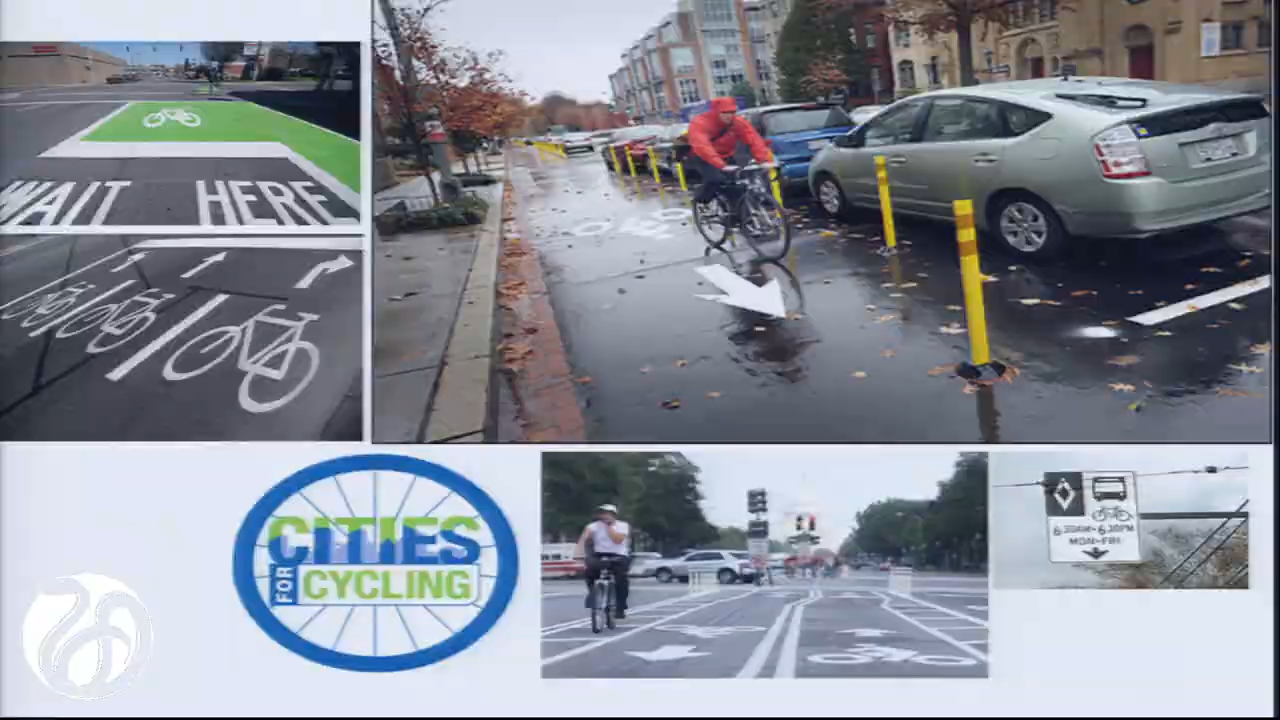 WAIT HERE
CITIES
FOR
CYCLING
6:30AM-6:30PM
MON-FRI